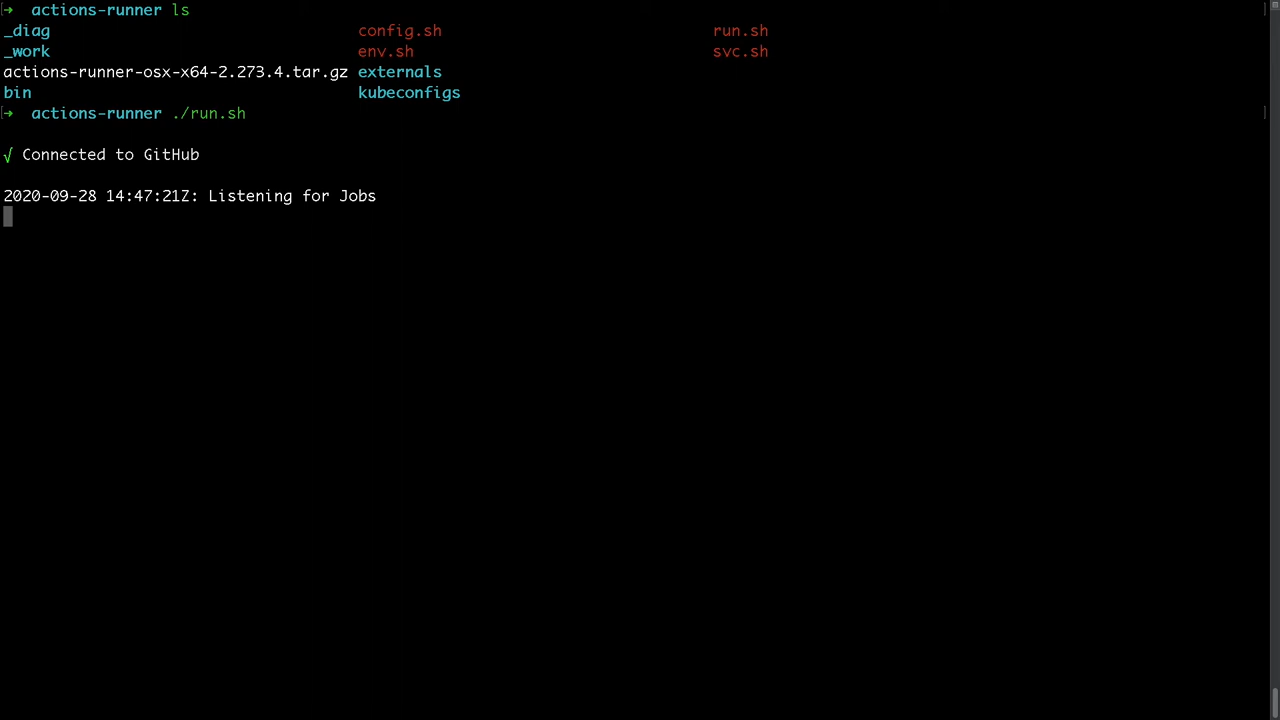 → actions-runner ls
_diag config.sh run.sh
_work env.sh svc.sh
actions-runner-osx-x64-2.273.4.tar.gz externals
bin kubeconfigs
→ actions-runner ./run.sh
√ Connected to GitHub
2020-09-28 14:47:21Z: Listening for Jobs